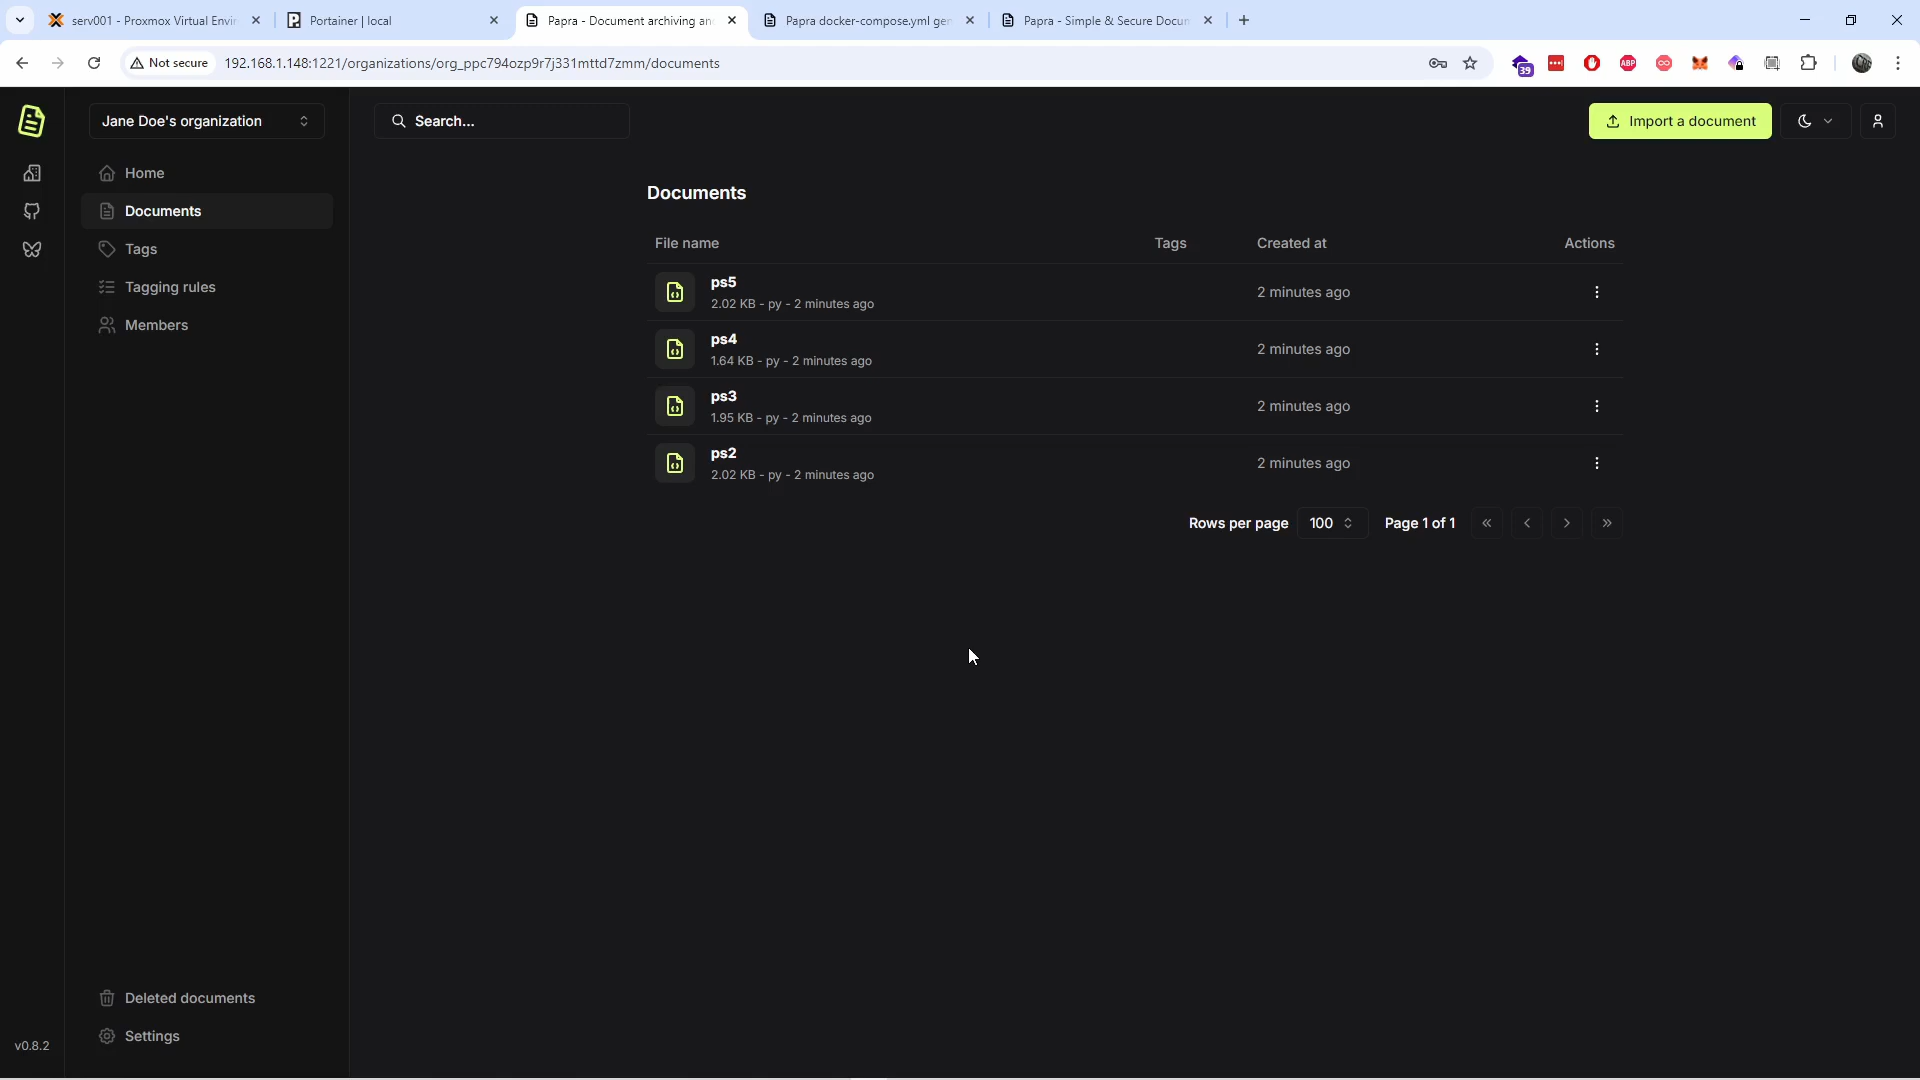 serv001 - Proxmox Virtual Envir
Portainer | local
Papra - Document archiving an
Papra docker-compose.yml gen
Papra - Simple & Secure Docum
Not secure
192.168.1.148:1221/organizations/org_ppc794ozp9r7j331mttd7zmm/documents
39
ABP
Jane Doe's organization
Search...
Import a document
Home
Documents
Tags
Tagging rules
Members
Documents
File name
Tags
Created at
Actions
ps5
2.02 KB - py - 2 minutes ago
2 minutes ago
ps4
1.64 KB - py - 2 minutes ago
2 minutes ago
ps3
1.95 KB - py - 2 minutes ago
2 minutes ago
ps2
2.02 KB - py - 2 minutes ago
2 minutes ago
Rows per page
100
Page 1 of 1
Deleted documents
Settings
v0.8.2